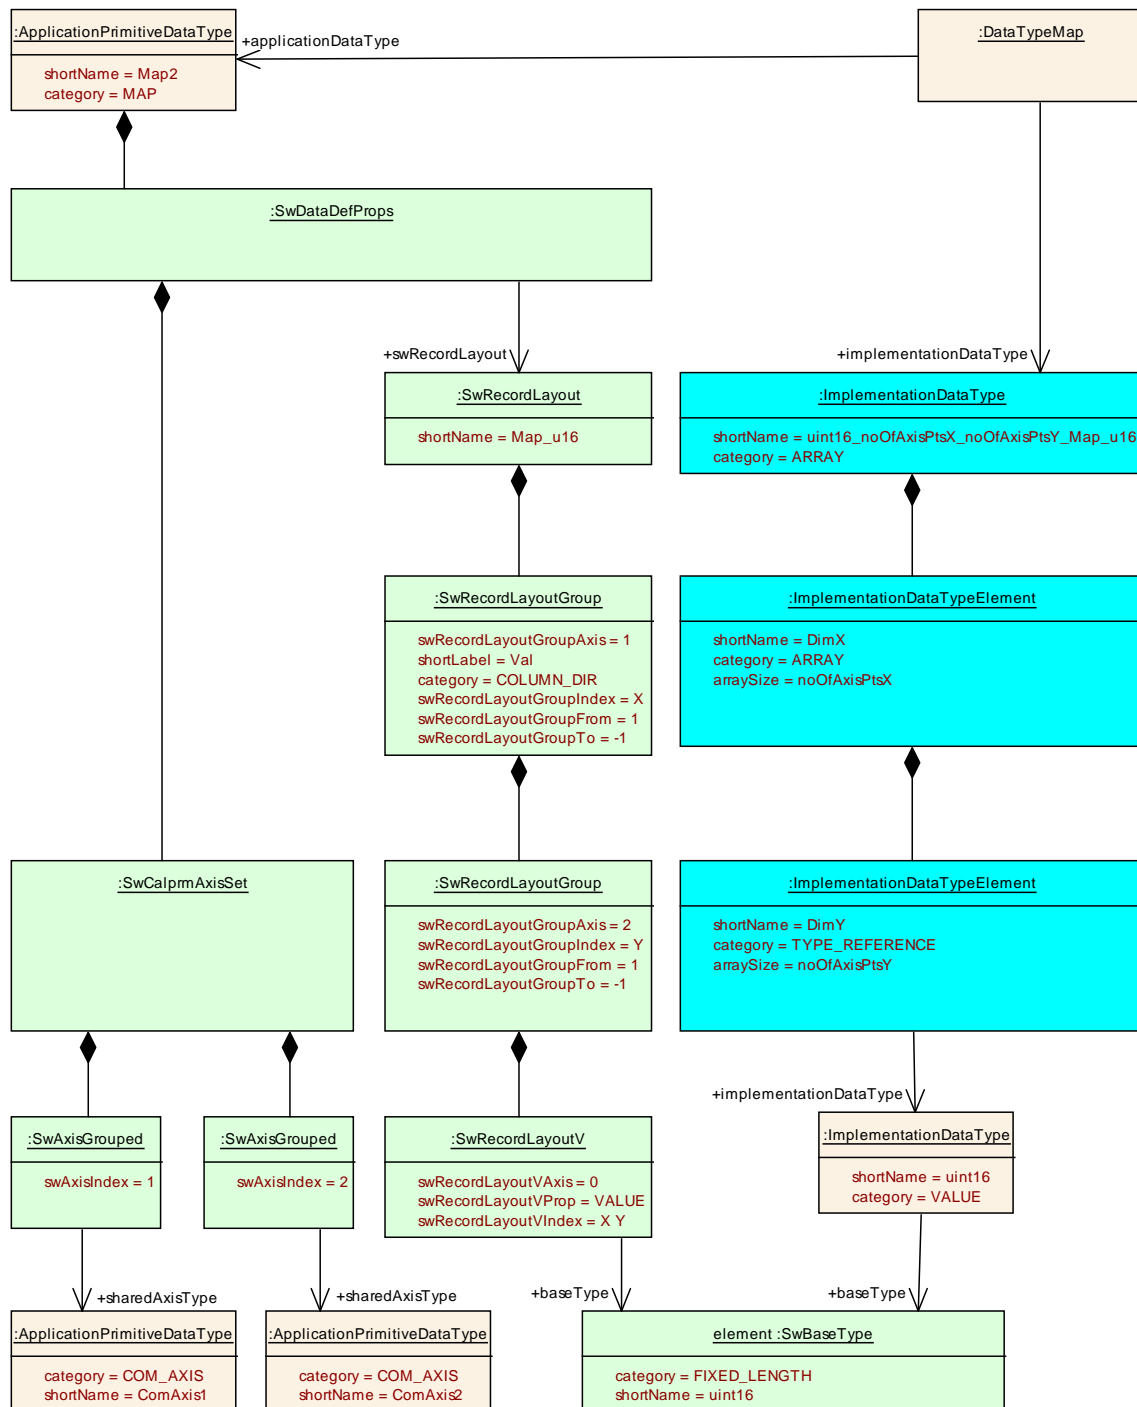 :ApplicationPrimitiveDataType
shortName = Map2
category = MAP
+applicationDataType
:DataTypeMap
:SwDataDefProps
+swRecordLayout
+implementationDataType
:SwRecordLayout
shortName = Map_u16
:ImplementationDataType
shortName = uint16_noOfAxisPtsX_noOfAxisPtsY_Map_u16
category = ARRAY
:SwRecordLayoutGroup
swRecordLayoutGroupAxis = 1
shortLabel = Val
category = COLUMN_DIR
swRecordLayoutGroupIndex = X
swRecordLayoutGroupFrom = 1
swRecordLayoutGroupTo = -1
:ImplementationDataTypeElement
shortName = DimX
category = ARRAY
arraySize = noOfAxisPtsX
:SwCalprmAxisSet
:SwRecordLayoutGroup
swRecordLayoutGroupAxis = 2
swRecordLayoutGroupIndex = Y
swRecordLayoutGroupFrom = 1
swRecordLayoutGroupTo = -1
:ImplementationDataTypeElement
shortName = DimY
category = TYPE_REFERENCE
arraySize = noOfAxisPtsY
+implementationDataType
:SwAxisGrouped
swAxisIndex = 1
:SwAxisGrouped
swAxisIndex = 2
:SwRecordLayoutV
swRecordLayoutVAxis = 0
swRecordLayoutVProp = VALUE
swRecordLayoutVIndex = X Y
:ImplementationDataType
shortName = uint16
category = VALUE
+sharedAxisType
+sharedAxisType
+baseType
+baseType
:ApplicationPrimitiveDataType
category = COM_AXIS
shortName = ComAxis1
:ApplicationPrimitiveDataType
category = COM_AXIS
shortName = ComAxis2
element :SwBaseType
category = FIXED_LENGTH
shortName = uint16